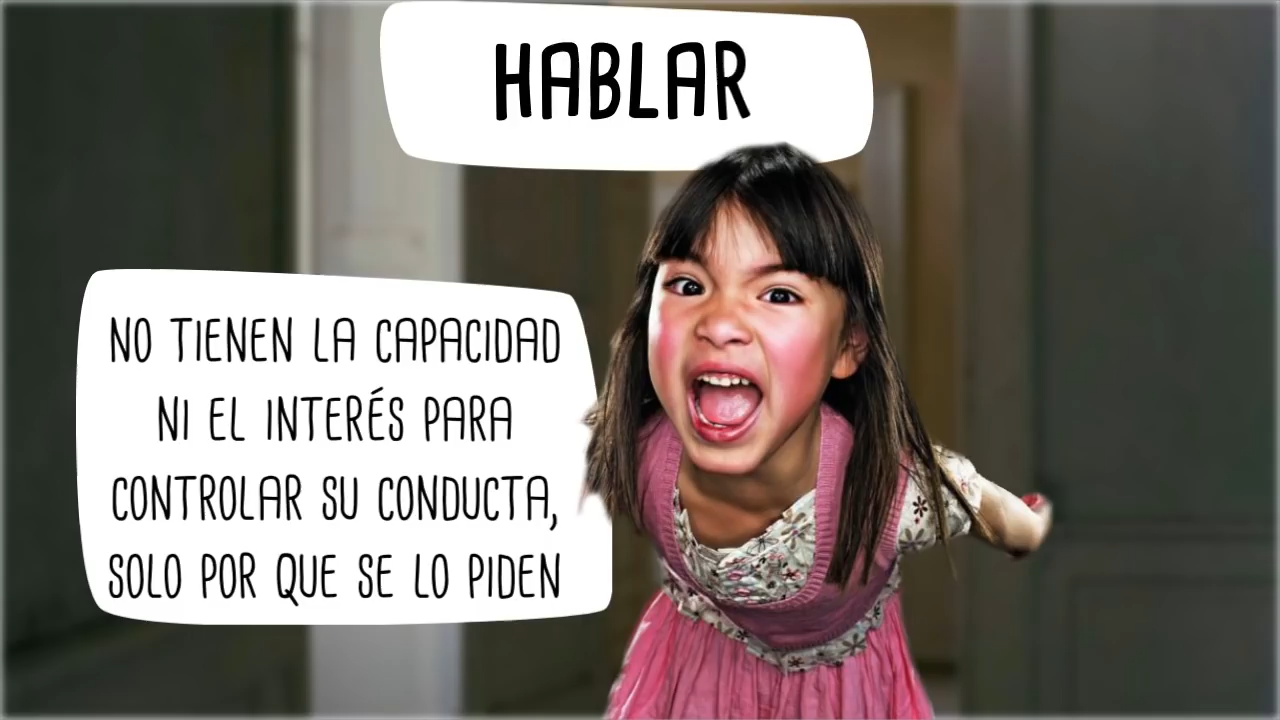 HABLAR
NO TIENEN LA CAPACIDAD
NI EL INTERÉS PARA
CONTROLAR SU CONDUCTA,
SOLO POR QUE SE LO PIDEN